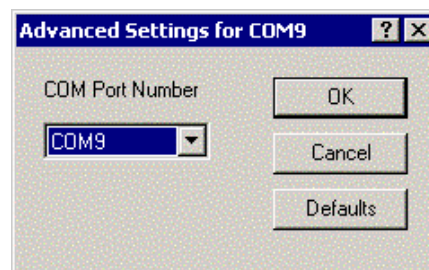 Advanced Settings for COM9
COM Port Number
OK
COM9
Cancel
Defaults